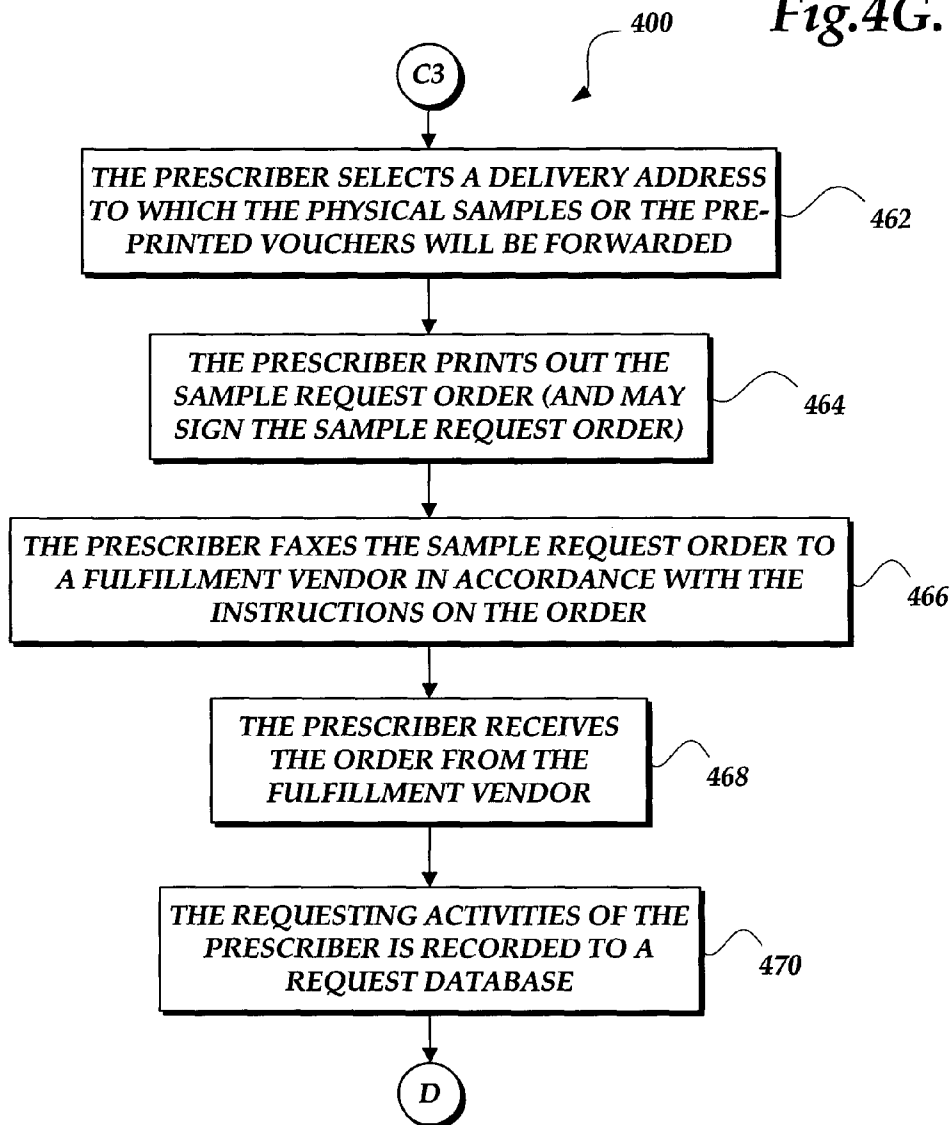 Fig.4G.
400
C3
THE PRESCRIBER SELECTS A DELIVERY ADDRESS
TO WHICH THE PHYSICAL SAMPLES OR THE PRE-
PRINTED VOUCHERS WILL BE FORWARDED
462
THE PRESCRIBER PRINTS OUT THE
SAMPLE REQUEST ORDER (AND MAY
SIGN THE SAMPLE REQUEST ORDER)
464
THE PRESCRIBER FAXES THE SAMPLE REQUEST ORDER TO
A FULFILLMENT VENDOR IN ACCORDANCE WITH THE
INSTRUCTIONS ON THE ORDER
466
THE PRESCRIBER RECEIVES
THE ORDER FROM THE
FULFILLMENT VENDOR
468
THE REQUESTING ACTIVITIES OF THE
PRESCRIBER IS RECORDED TO A
REQUEST DATABASE
470
D